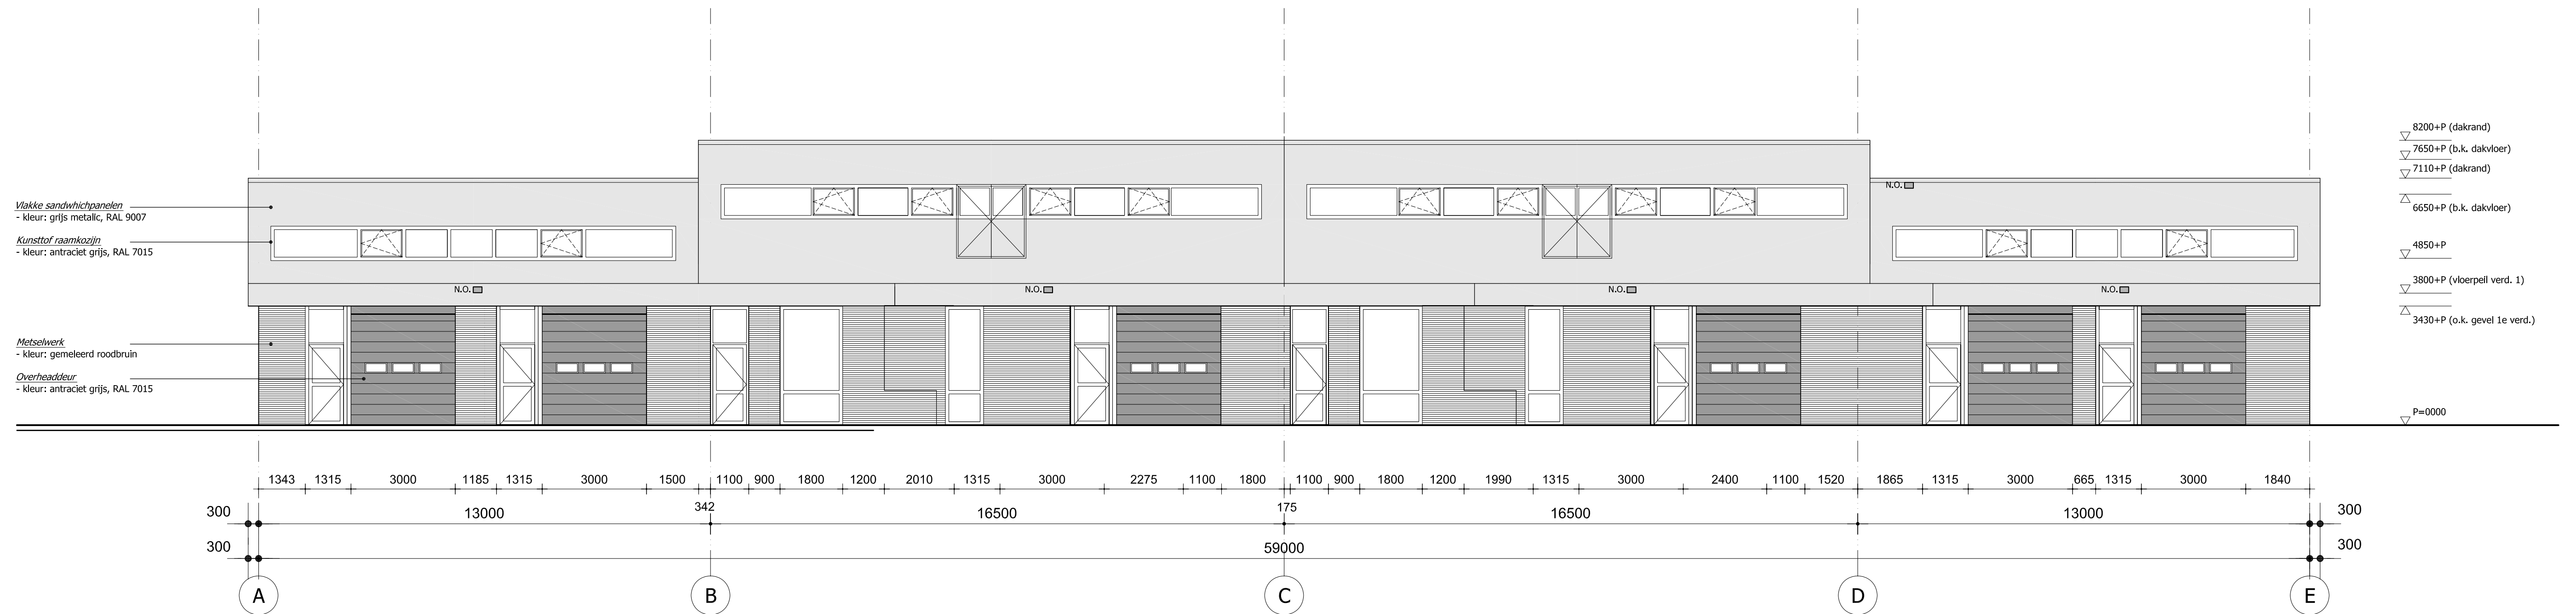 8200+P (dakrand)
7650+P (b.k. dakvloer)
7110+P (dakrand)
N.O.
Vlakke sandwhichpanelen
- kleur: grijs metallc, RAL 9007
6650+P (b.k. dakvloer)
Kunsttof raamkozijn
- kleur: antraciet grijs, RAL 7015
4850+P
3800+P (vloerpeil verd. 1)
N.O. N.O. N.O. N.O.
3430+P (o.k. gevel 1e verd.)
Metselwerk
- kleur: gemeleerd roodbruin
Overheaddeur
- kleur: antraciet grijs, RAL 7015
P=0000
1343 1315 3000 1185 1315 3000 1500 1100 900 1800 1200 2010 1315 3000 2275 1100 1800 1100 900 1800 1200 1990 1315 3000 2400 1100 1520 1865 1315 3000 665 1315 3000 1840
342 175
300 13000 16500 16500 13000 300
300 59000 300
A B C D E